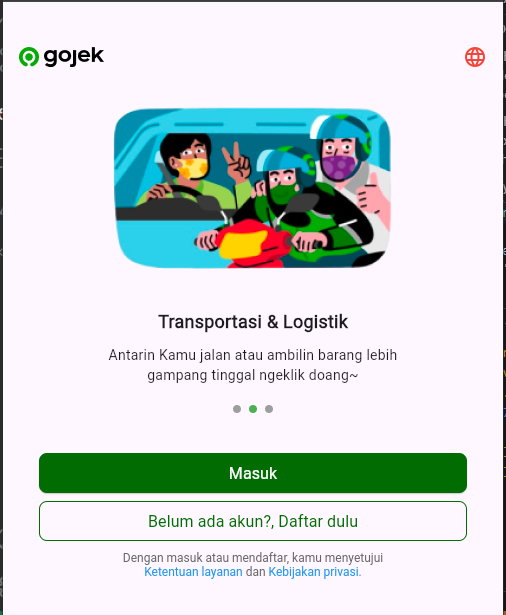 gojek
Transportasi & Logistik
Antarin Kamu jalan atau ambilin barang lebih
gampang tinggal ngeklik doang~
Masuk
Belum ada akun?, Daftar dulu
Dengan masuk atau mendaftar, kamu menyetujui
Ketentuan layanan dan Kebijakan privasi.